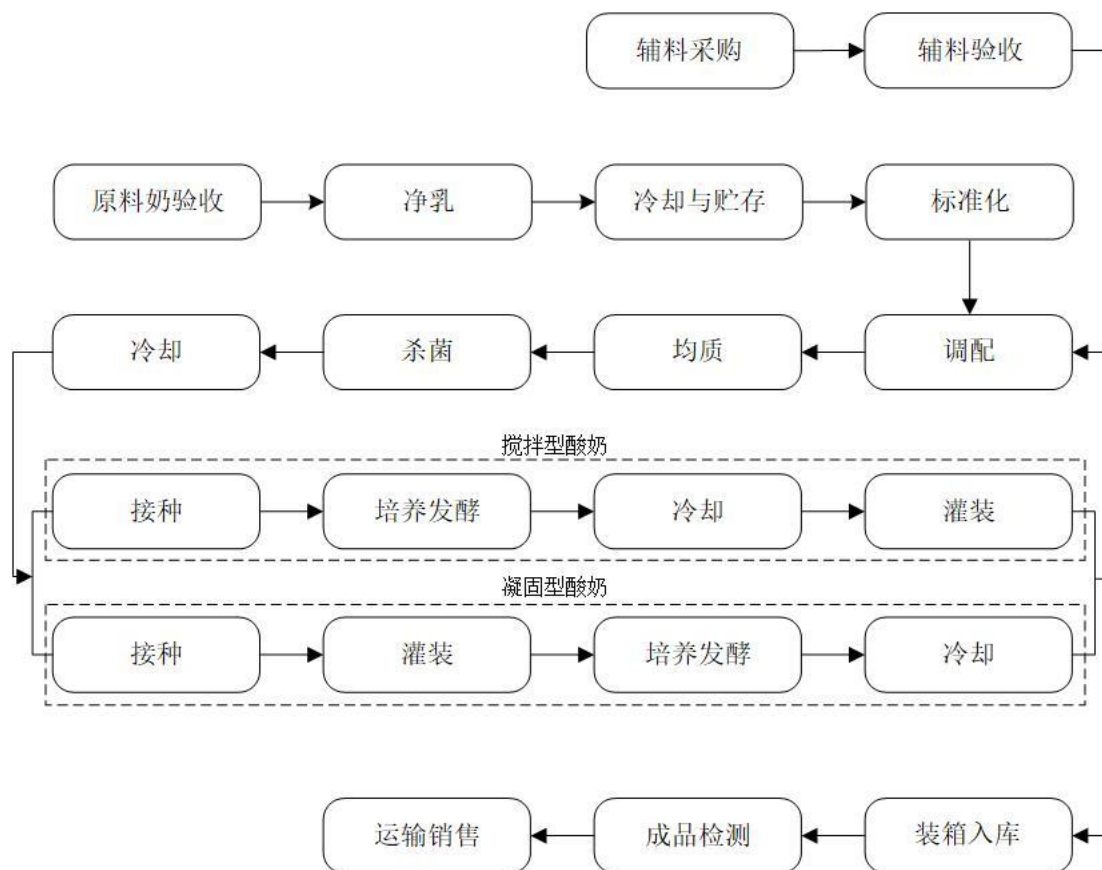 辅料采购
辅料验收
原料奶验收
净乳
冷却与贮存
标准化
冷却
杀菌
均质
调配
搅拌型酸奶
接种
培养发酵
冷却
灌装
凝固型酸奶
接种
灌装
培养发酵
冷却
运输销售
成品检测
装箱入库